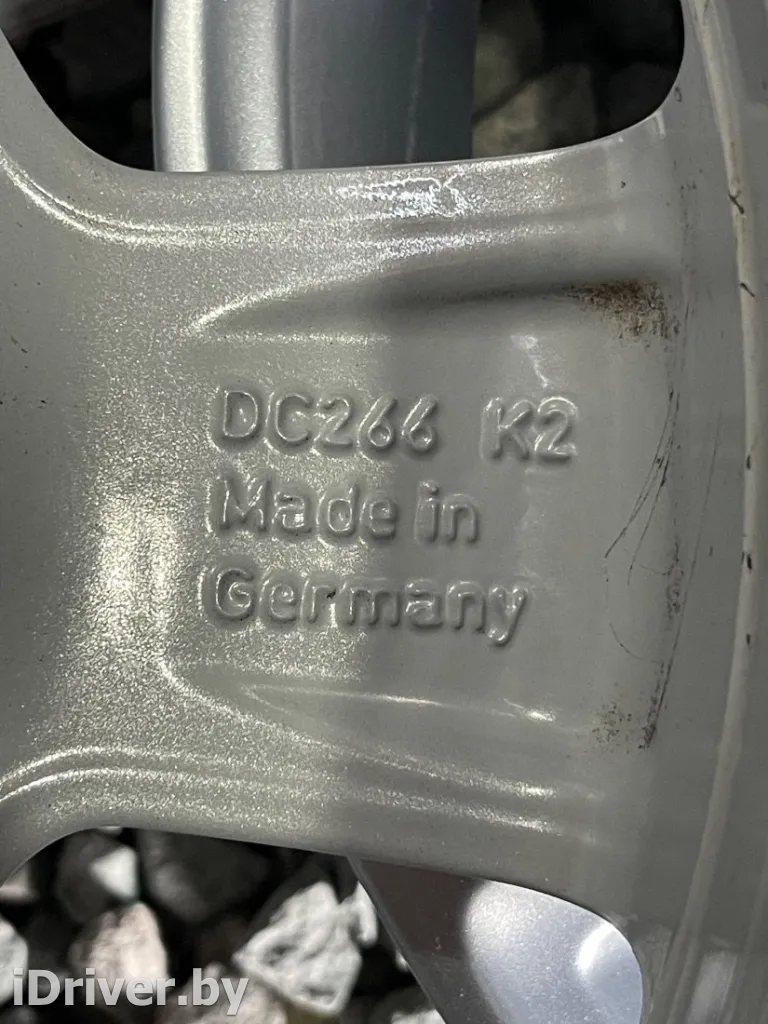 DC266 K2
Made in
Germany
iDriver.by